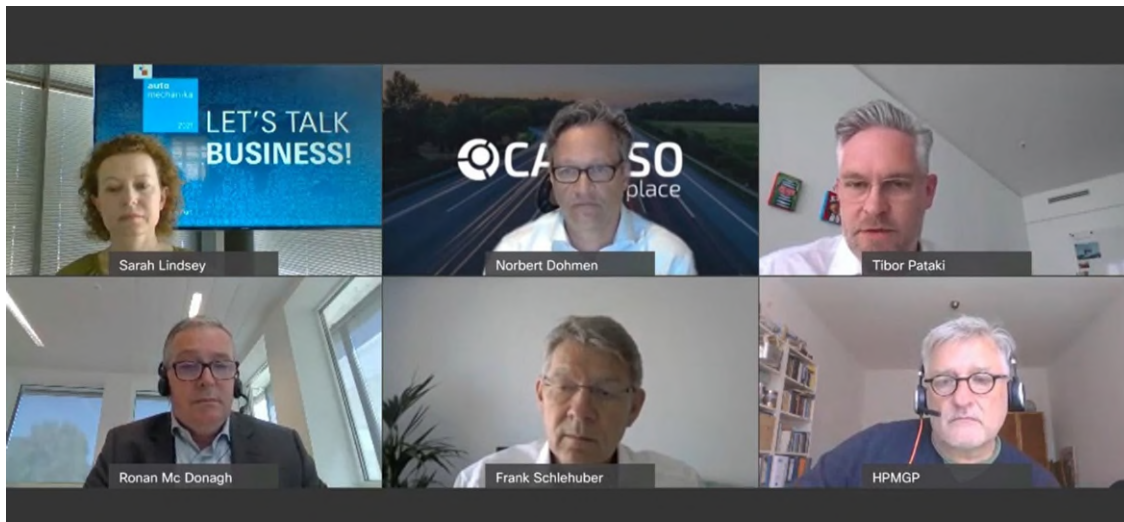 auto
mechanika
2021
LET'S TALK
BUSINESS!
SO
place
Sarah Lindsey
Norbert Dohmen
Tibor Pataki
Ronan Mc Donagh
Frank Schlehuber
HPMGP